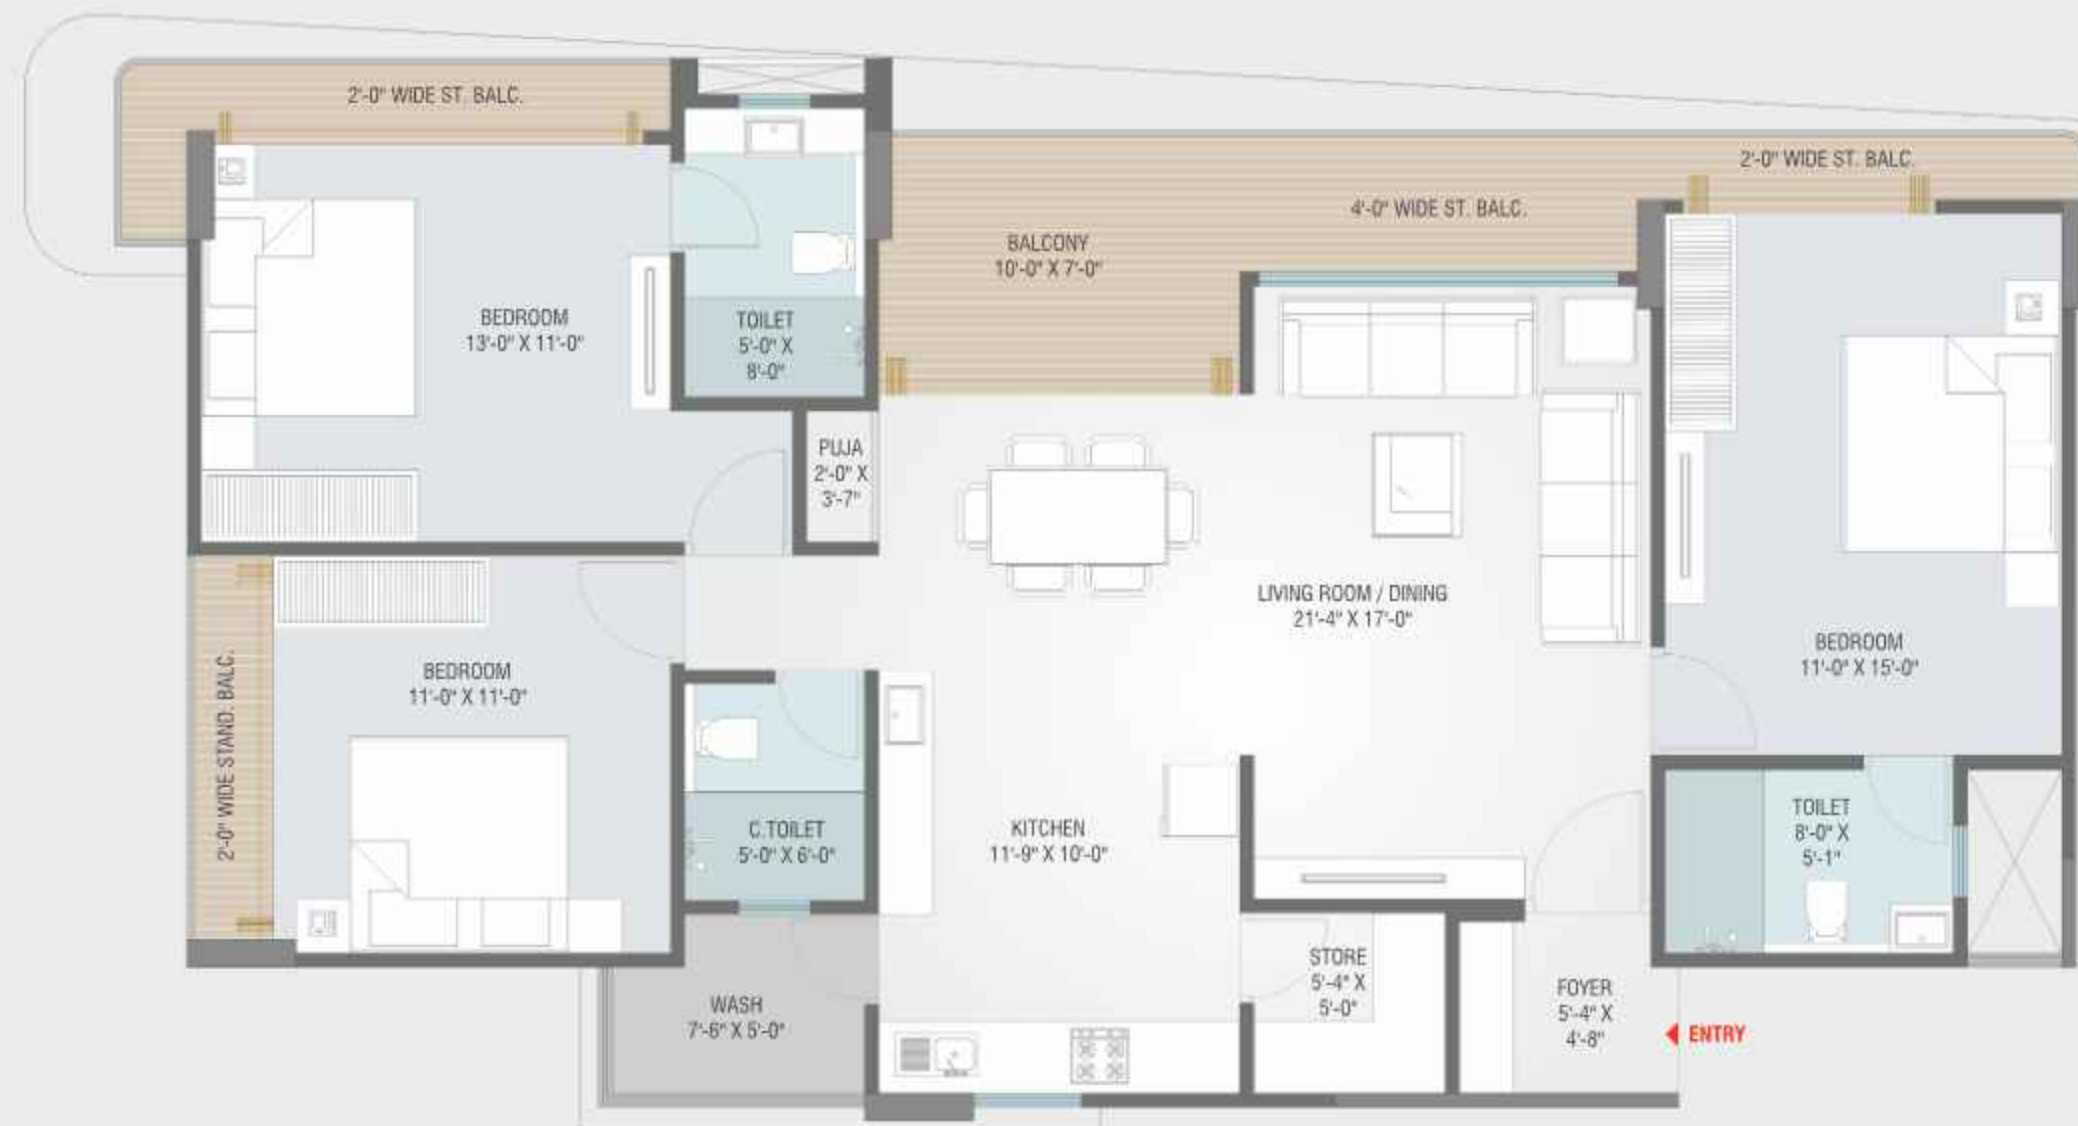 2'-0" WIDE ST. BALC.
2'-0" WIDE ST. BALC.
4'-0" WIDE ST. BALC.
BALCONY
10'-0" X 7'-0"
BEDROOM
13'-0" X 11'-0"
TOILET
5'-0" X
8'-0"
PUJA
2'-0" X
3'-7"
LIVING ROOM / DINING
21'-4" X 17'-0"
BEDROOM
11'-0" X 15'-0"
2'-0" WIDE STAND. BALC.
BEDROOM
11'-0" X 11'-0"
C.TOILET
5'-0" X 6'-0"
KITCHEN
11'-9" X 10'-0"
TOILET
8'-0" X
5'-1"
WASH
7'-6" X 5'-0"
STORE
5'-4" X
5'-0"
FOYER
5'-4" X
4'-8"
ENTRY